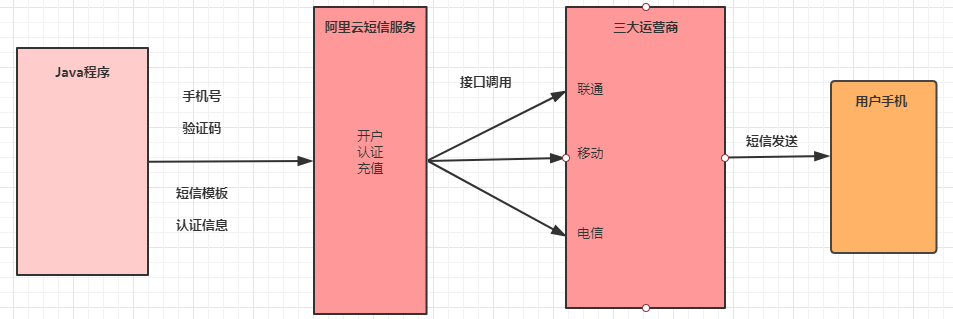 Java程序
手机号
验证码
短信模板
认证信息
阿里云短信服务
开户
认证
充值
接口调用
三大运营商
联通
移动
电信
短信发送
用户手机